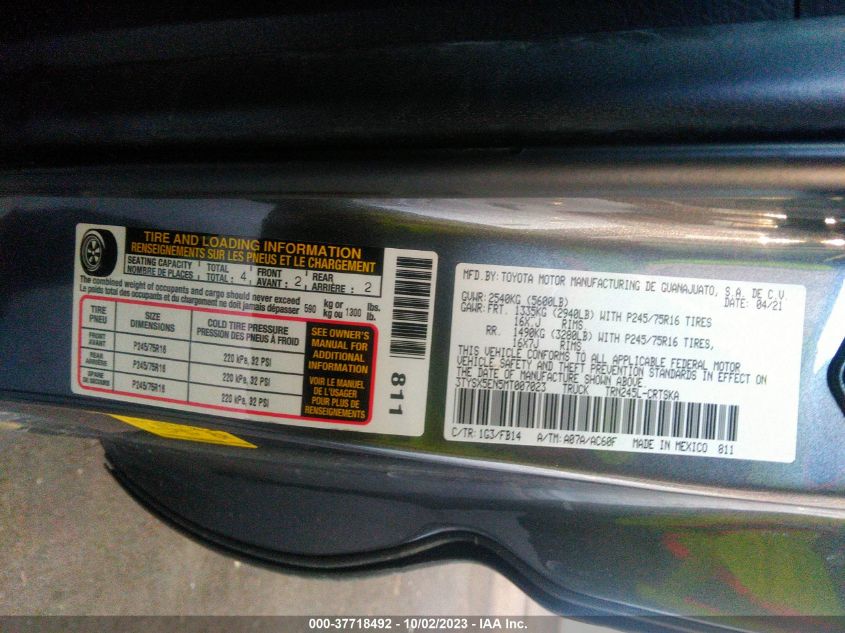 TIRE AND LOADING INFORMATION
RENSEIGNEMENTS SUR LES PNEUS ET LE CHARGEMENT
SEATING CAPACITY TOTAL : 4 FRONT : 2 REAR : 2
NOMBRE DE PLACES AVANT ARRIÈRE
The combined weight of occupants and cargo should never exceed 590 kg or 1300 lbs.
Le poids total des occupants et du chargement ne doit jamais dépasser kg ou lb.
TIRE SIZE COLD TIRE PRESSURE
PNEU DIMENSIONS PRESSION DES PNEUS À FROID
FRONT AVANT P245/75R16 220 kPa, 32 PSI
REAR ARRIÈRE P245/75R16 220 kPa, 32 PSI
SPARE DE SECOURS P245/75R16 220 kPa, 32 PSI
SEE OWNER'S
MANUAL FOR
ADDITIONAL
INFORMATION
VOIR LE MANUEL
DE L'USAGER
POUR PLUS DE
RENSEIGNEMENTS
811
MFD.BY:TOYOTA MOTOR MANUFACTURING DE GUANAJUATO, S.A. DE C.V.
GVWR: 2540KG (5600LB) DATE: 04/21
GAWR:FRT. 1335KG (2940LB) WITH P245/75R16 TIRES
16X7J RIMS
RR. 1490KG (3280LB) WITH P245/75R16 TIRES,
16X7J RIMS
THIS VEHICLE CONFORMS TO ALL APPLICABLE FEDERAL MOTOR
VEHICLE SAFETY AND THEFT PREVENTION STANDARDS IN EFFECT ON
THE DATE OF MANUFACTURE SHOWN ABOVE.
3TYSX5EN5MT007023 TRUCK TRN245L-CRTSKA
C/TR:1G3/FB14 A/TM:A07A/AC60F MADE IN MEXICO 811
000-37718492 - 10/02/2023 - IAA Inc.